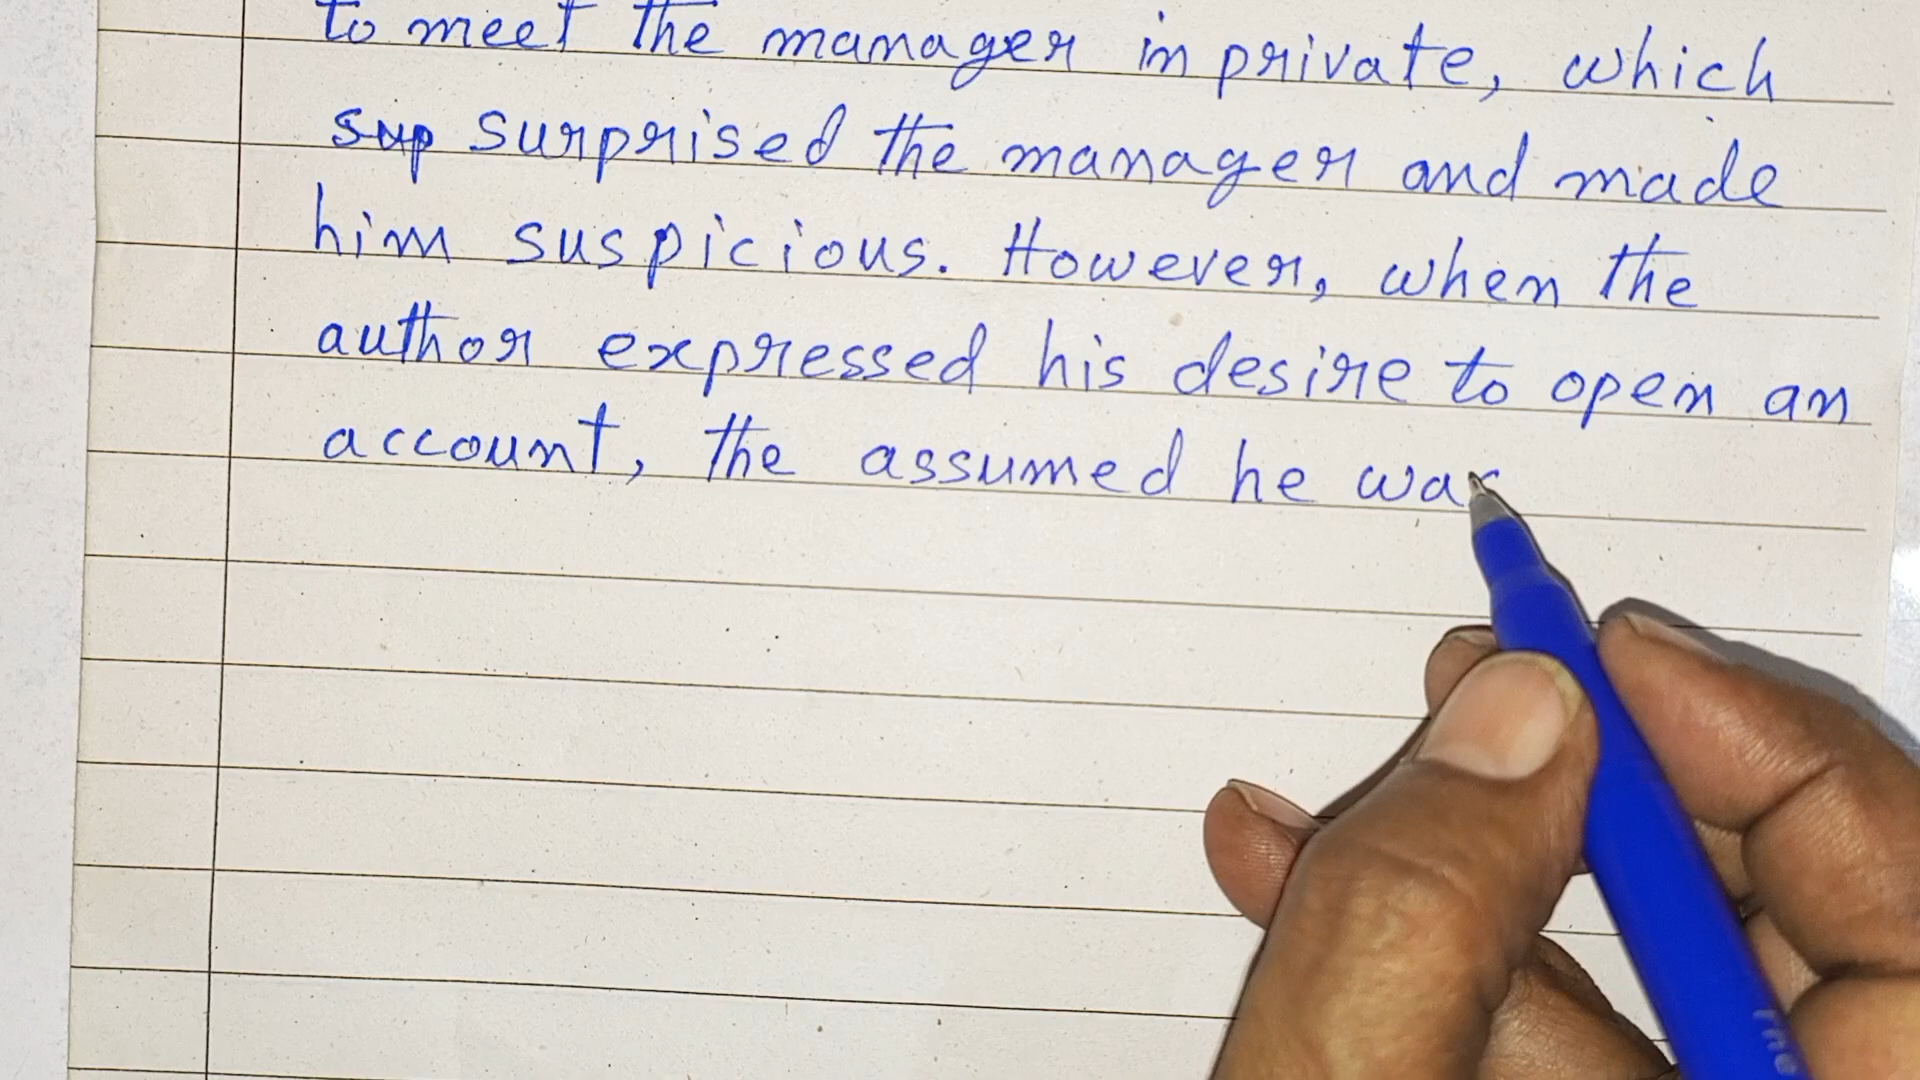 to meet the manager in private, which
sup surprised the manager and made
him suspicious. However, when the
author expressed his desire to open an
account, the assumed he was